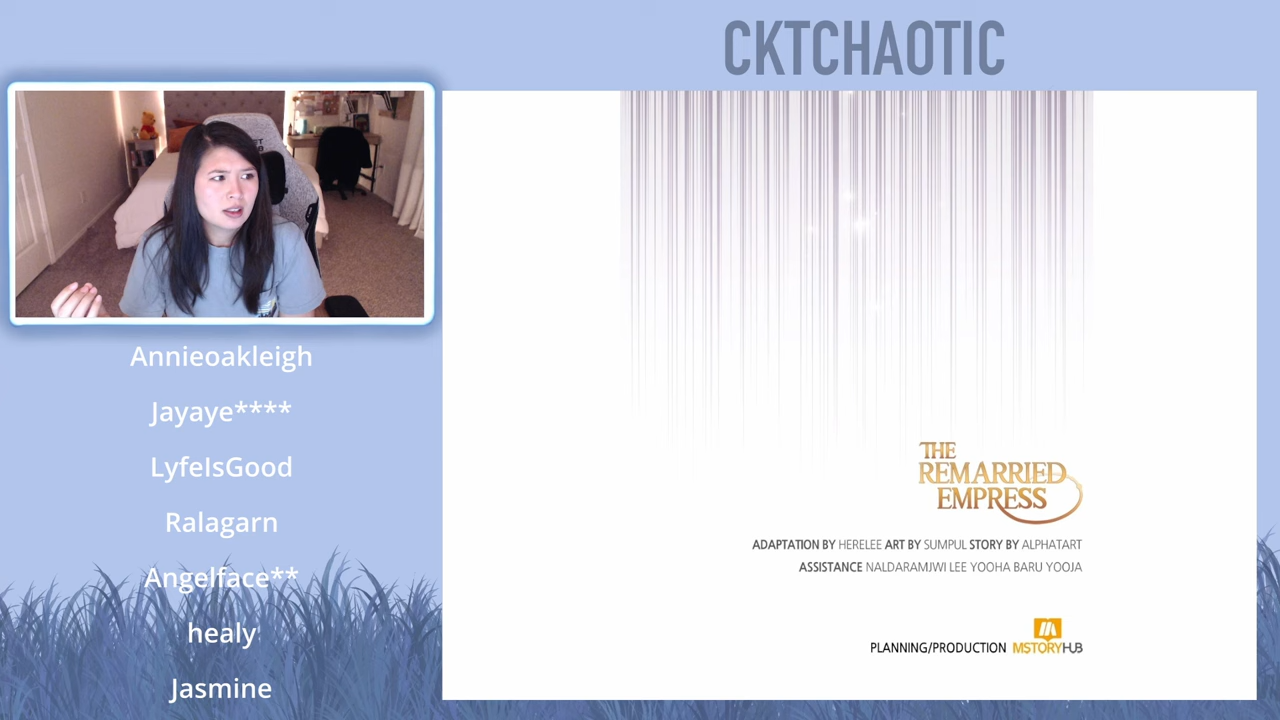 CKTCHAOTIC
Annieoakleigh
Jayaye****
LyfeIsGood
Ralagarn
Angelface**
healy
Jasmine
THE
REMARRIED
EMPRESS
ADAPTATION BY HERELEE ART BY SUMPUL STORY BY ALPHATART
ASSISTANCE NALDARAMJWI LEE YOOHA BARU YOOJA
PLANNING/PRODUCTION MSTORYHUB